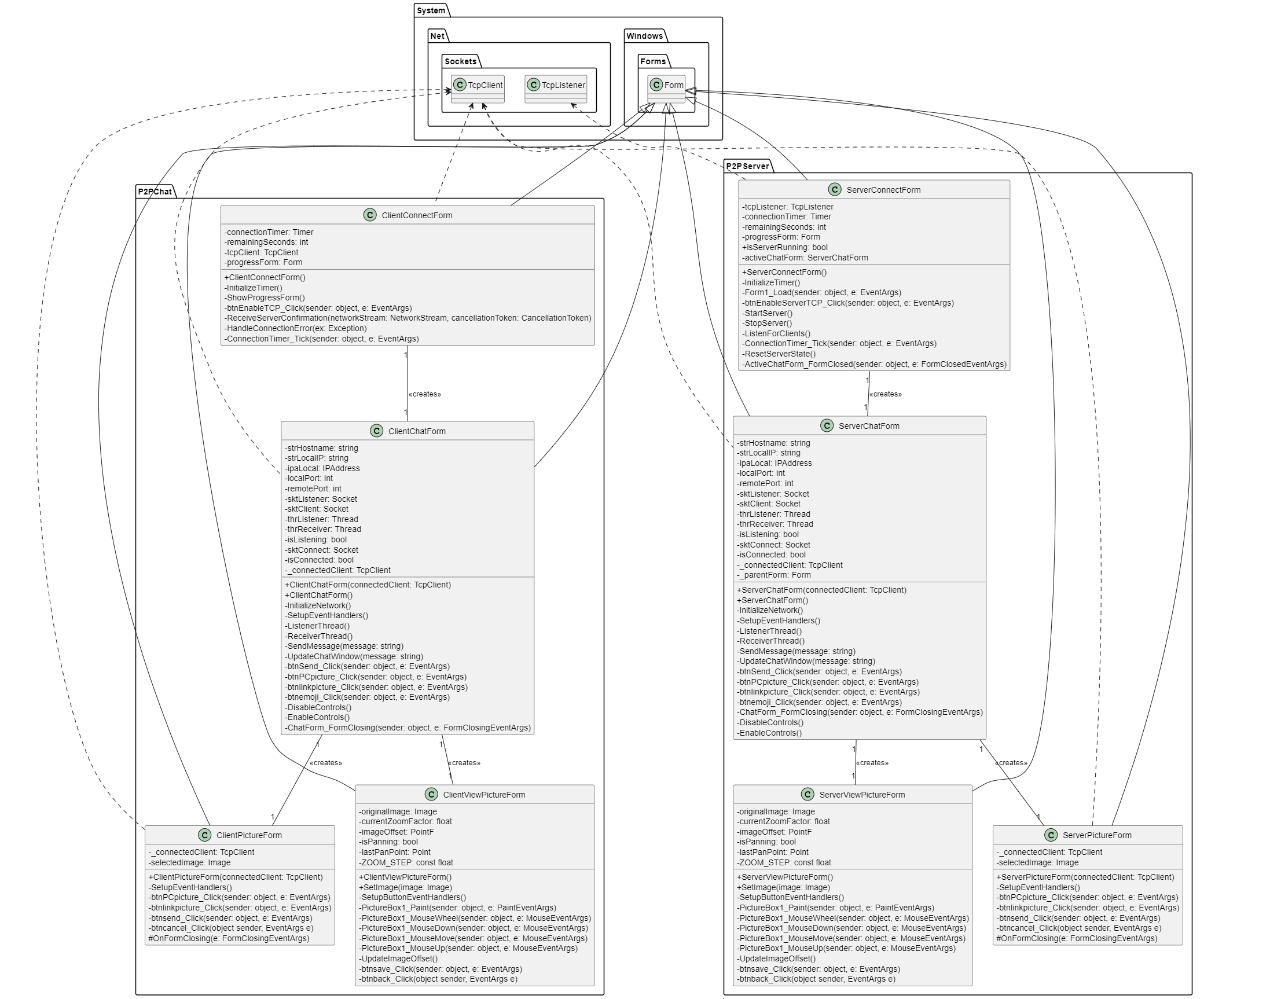 System
Net
Windows
Sockets
Forms
C TcpClient
C TcpListener
C Form
P2PChat
P2PServer
C ClientConnectForm
-connectionTimer: Timer
-remainingSeconds: int
-tcpClient: TcpClient
-progressForm: Form
+ClientConnectForm()
-InitializeTimer()
-ShowProgressForm()
-btnEnableTCP_Click(sender: object, e: EventArgs)
-ReceiveServerConfirmation(networkStream: NetworkStream, cancellationToken: CancellationToken)
-HandleConnectionError(ex: Exception)
-ConnectionTimer_Tick(sender: object, e: EventArgs)
1
«creates»
1
C ServerConnectForm
-tcpListener: TcpListener
-connectionTimer: Timer
-remainingSeconds: int
-progressForm: Form
+isServerRunning: bool
-activeChatForm: ServerChatForm
+ServerConnectForm()
-InitializeTimer()
-Form1_Load(sender: object, e: EventArgs)
-btnEnableServerTCP_Click(sender: object, e: EventArgs)
-StartServer()
-StopServer()
-ListenForClients()
-ConnectionTimer_Tick(sender: object, e: EventArgs)
-ResetServerState()
-ActiveChatForm_FormClosed(sender: object, e: FormClosedEventArgs)
1
«creates»
1
C ClientChatForm
-strHostname: string
-strLocalIP: string
-ipaLocal: IPAddress
-localPort: int
-remotePort: int
-sktListener: Socket
-sktClient: Socket
-thrListener: Thread
-thrReceiver: Thread
-isListening: bool
-sktConnect: Socket
-isConnected: bool
-_connectedClient: TcpClient
+ClientChatForm(connectedClient: TcpClient)
+ClientChatForm()
-InitializeNetwork()
-SetupEventHandlers()
-ListenerThread()
-ReceiverThread()
-SendMessage(message: string)
-UpdateChatWindow(message: string)
-btnSend_Click(sender: object, e: EventArgs)
-btnPCpicture_Click(sender: object, e: EventArgs)
-btnlinkpicture_Click(sender: object, e: EventArgs)
-btnemoji_Click(sender: object, e: EventArgs)
-DisableControls()
-EnableControls()
-ChatForm_FormClosing(sender: object, e: FormClosingEventArgs)
1
«creates»
1
1
«creates»
1
C ServerChatForm
-strHostname: string
-strLocalIP: string
-ipaLocal: IPAddress
-localPort: int
-remotePort: int
-sktListener: Socket
-sktClient: Socket
-thrListener: Thread
-thrReceiver: Thread
-isListening: bool
-sktConnect: Socket
-isConnected: bool
-_connectedClient: TcpClient
-_parentForm: Form
+ServerChatForm(connectedClient: TcpClient)
+ServerChatForm()
-InitializeNetwork()
-SetupEventHandlers()
-ListenerThread()
-ReceiverThread()
-SendMessage(message: string)
-UpdateChatWindow(message: string)
-btnSend_Click(sender: object, e: EventArgs)
-btnPCpicture_Click(sender: object, e: EventArgs)
-btnlinkpicture_Click(sender: object, e: EventArgs)
-btnemoji_Click(sender: object, e: EventArgs)
-ChatForm_FormClosing(sender: object, e: FormClosingEventArgs)
-DisableControls()
-EnableControls()
1
«creates»
1
1
«creates»
1
C ClientPictureForm
-_connectedClient: TcpClient
-selectedImage: Image
+ClientPictureForm(connectedClient: TcpClient)
-SetupEventHandlers()
-btnPCpicture_Click(sender: object, e: EventArgs)
-btnlinkpicture_Click(sender: object, e: EventArgs)
-btnsend_Click(sender: object, e: EventArgs)
-btncancel_Click(object sender, EventArgs e)
#OnFormClosing(e: FormClosingEventArgs)
C ClientViewPictureForm
-originalImage: Image
-currentZoomFactor: float
-imageOffset: PointF
-isPanning: bool
-lastPanPoint: Point
-ZOOM_STEP: const float
+ClientViewPictureForm()
+SetImage(image: Image)
-SetupButtonEventHandlers()
-PictureBox1_Paint(sender: object, e: PaintEventArgs)
-PictureBox1_MouseWheel(sender: object, e: MouseEventArgs)
-PictureBox1_MouseDown(sender: object, e: MouseEventArgs)
-PictureBox1_MouseMove(sender: object, e: MouseEventArgs)
-PictureBox1_MouseUp(sender: object, e: MouseEventArgs)
-UpdateImageOffset()
-btnsave_Click(sender: object, e: EventArgs)
-btnback_Click(object sender, EventArgs e)
C ServerViewPictureForm
-originalImage: Image
-currentZoomFactor: float
-imageOffset: PointF
-isPanning: bool
-lastPanPoint: Point
-ZOOM_STEP: const float
+ServerViewPictureForm()
+SetImage(image: Image)
-SetupButtonEventHandlers()
-PictureBox1_Paint(sender: object, e: PaintEventArgs)
-PictureBox1_MouseWheel(sender: object, e: MouseEventArgs)
-PictureBox1_MouseDown(sender: object, e: MouseEventArgs)
-PictureBox1_MouseMove(sender: object, e: MouseEventArgs)
-PictureBox1_MouseUp(sender: object, e: MouseEventArgs)
-UpdateImageOffset()
-btnsave_Click(sender: object, e: EventArgs)
-btnback_Click(object sender, EventArgs e)
C ServerPictureForm
-_connectedClient: TcpClient
-selectedImage: Image
+ServerPictureForm(connectedClient: TcpClient)
-SetupEventHandlers()
-btnPCpicture_Click(sender: object, e: EventArgs)
-btnlinkpicture_Click(sender: object, e: EventArgs)
-btnsend_Click(sender: object, e: EventArgs)
-btncancel_Click(object sender, EventArgs e)
#OnFormClosing(e: FormClosingEventArgs)